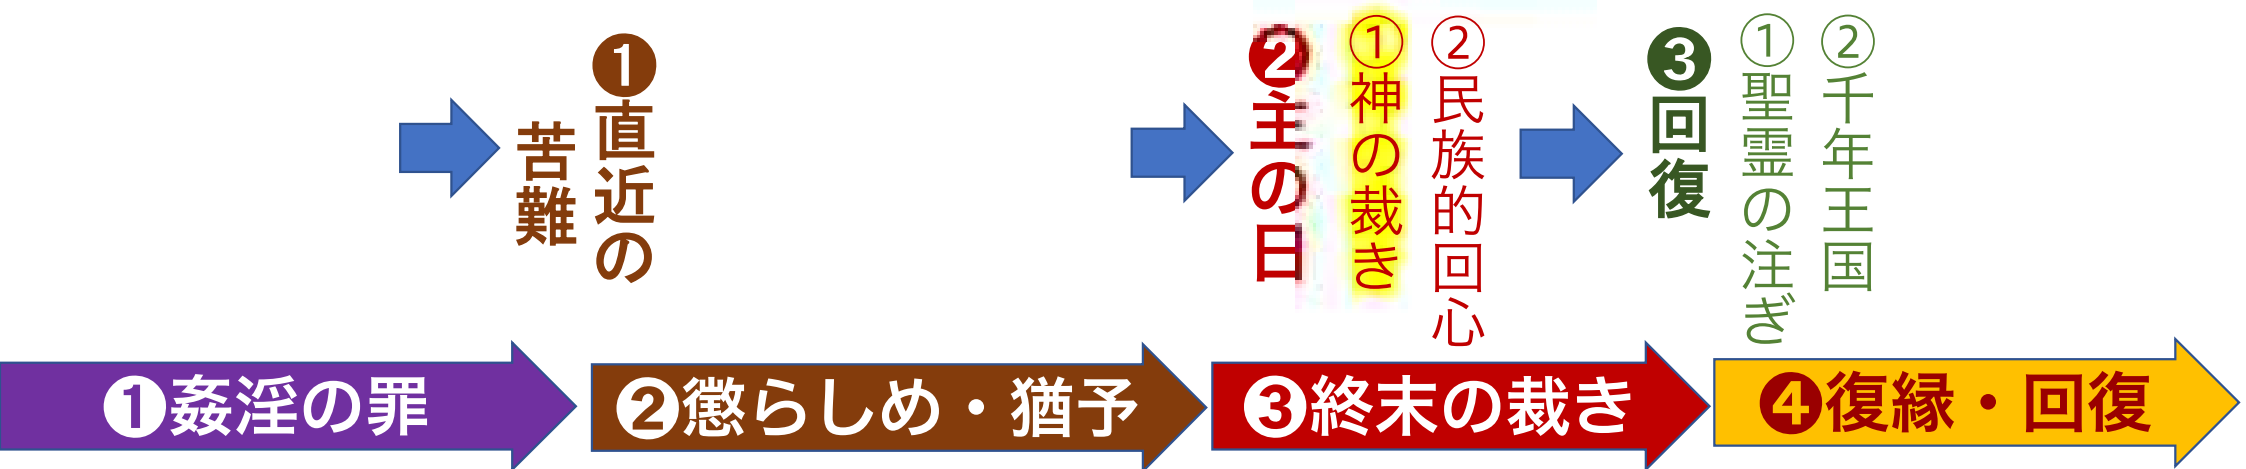 ❶直近の
苦難
❷主の日
①神の裁き
②民族的回心
❸回復
①聖霊の注ぎ
②千年王国
❶姦淫の罪
❷懲らしめ・猶予
❸終末の裁き
❹復縁・回復